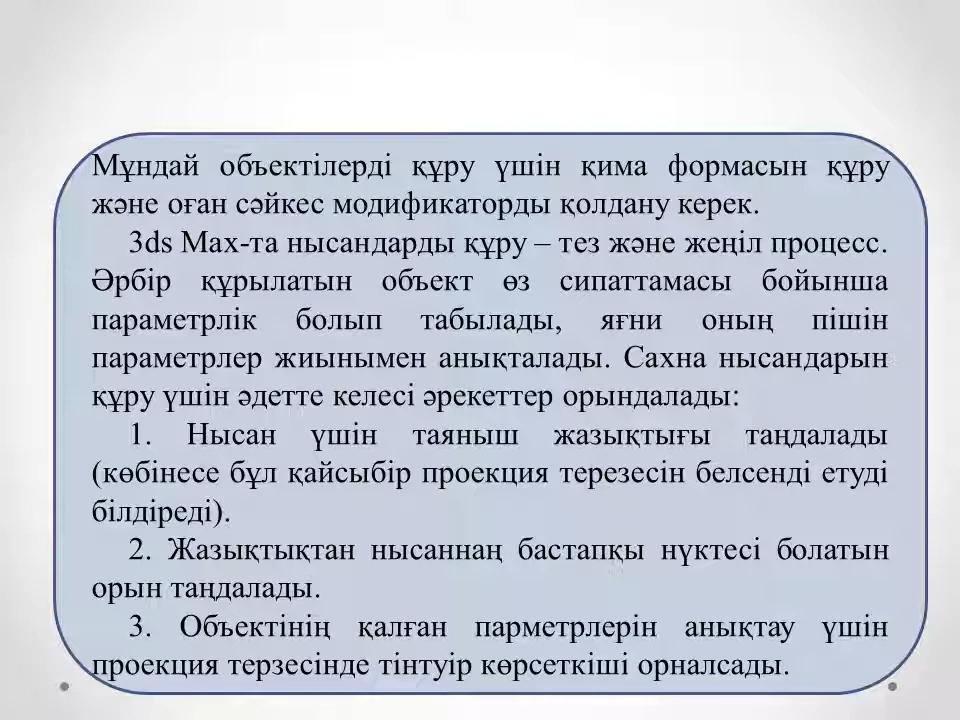 Мұндай объектілерді құру үшін қима формасын құру
және оған сәйкес модификаторды қолдану керек.
3ds Max-та нысандарды құру – тез және жеңіл процесс.
Әрбір құрылатын объект өз сипаттамасы бойынша
параметрлік болып табылады, яғни оның пішін
параметрлер жиынымен анықталады. Сахна нысандарын
құру үшін әдетте келесі әрекеттер орындалады:
1. Нысан үшін таяныш жазықтығы таңдалады
(көбінесе бұл қайсыбір проекция терезесін белсенді етуді
білдіреді).
2. Жазықтықтан нысаннаң бастапқы нүктесі болатын
орын таңдалады.
3. Объектінің қалған парметрлерін анықтау үшін
проекция терзесінде тінтуір көрсеткіші орналсады.